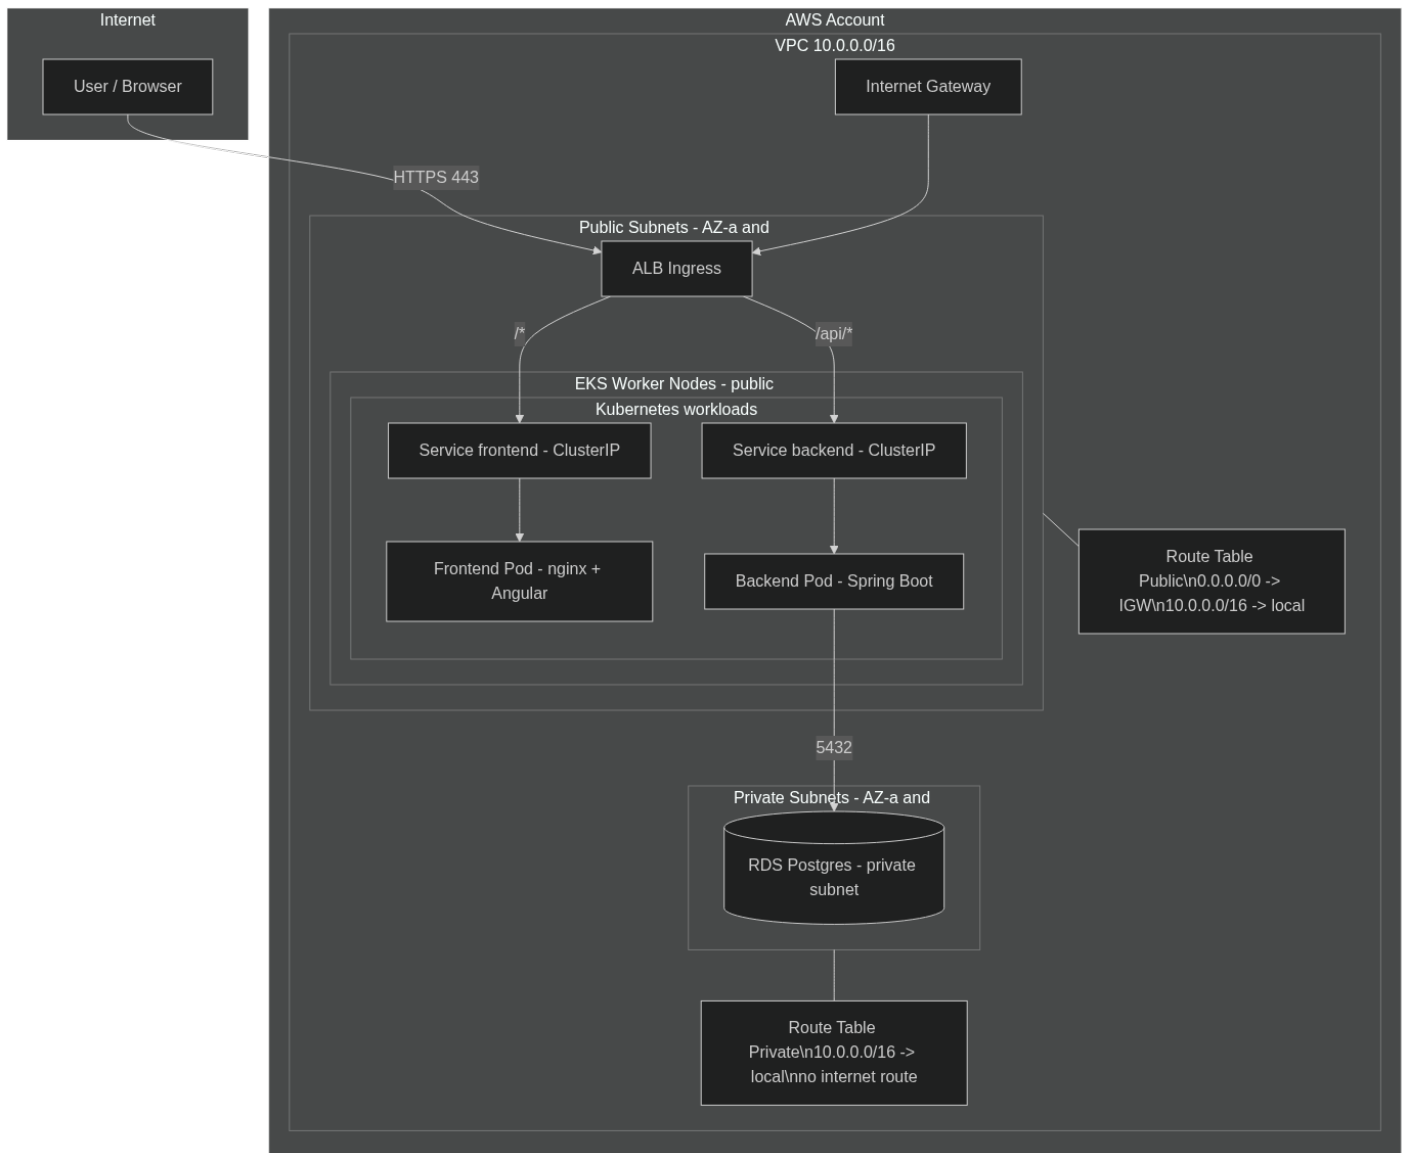 Internet
AWS Account
VPC 10.0.0.0/16
User / Browser
Internet Gateway
HTTPS 443
Public Subnets - AZ-a and
ALB Ingress
/*
/api/*
EKS Worker Nodes - public
Kubernetes workloads
Service frontend - ClusterIP
Service backend - ClusterIP
Frontend Pod - nginx +
Angular
Backend Pod - Spring Boot
Route Table
Public\n0.0.0.0/0 ->
IGW\n10.0.0.0/16 -> local
5432
Private Subnets - AZ-a and
RDS Postgres - private
subnet
Route Table
Private\n10.0.0.0/16 ->
local\nno internet route